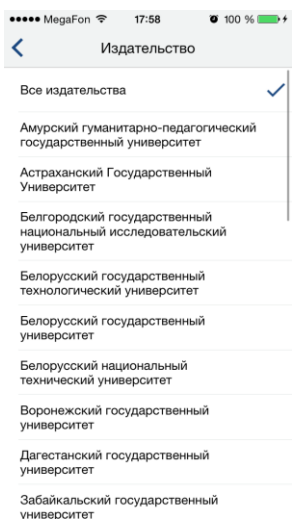 MegaFon 17:58 100 %
Издательство
Все издательства
Амурский гуманитарно-педагогический
государственный университет
Астраханский Государственный
Университет
Белгородский государственный
национальный исследовательский
университет
Белорусский государственный
технологический университет
Белорусский государственный
университет
Белорусский национальный
технический университет
Воронежский государственный
университет
Дагестанский государственный
университет
Забайкальский государственный
университет